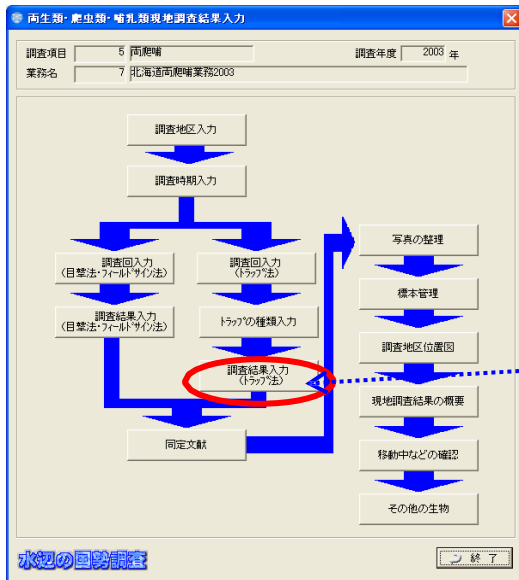 両生類・爬虫類・哺乳類現地調査結果入力
調査項目 5 両爬哺 調査年度 2003 年
業務名 7 北海道両爬哺業務2003
調査地区入力
調査時期入力
調査回入力
(目撃法・フィールドサイン法)
調査回入力
(トラップ法)
調査結果入力
(目撃法・フィールドサイン法)
トラップの種類入力
調査結果入力
(トラップ法)
同定文献
写真の整理
標本管理
調査地区位置図
現地調査結果の概要
移動中などの確認
その他の生物
水辺の国勢調査
終了